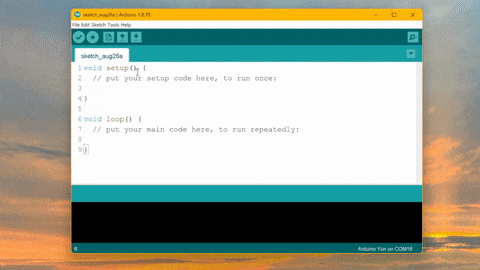 sketch_aug26a | Arduino 1.8.19
File Edit Sketch Tools Help
sketch_aug26a
1 void setup() {
2 // put your setup code here, to run once:
3
4 }
5
6 void loop() {
7 // put your main code here, to run repeatedly:
8
9 }
6
Arduino Yún on COM16